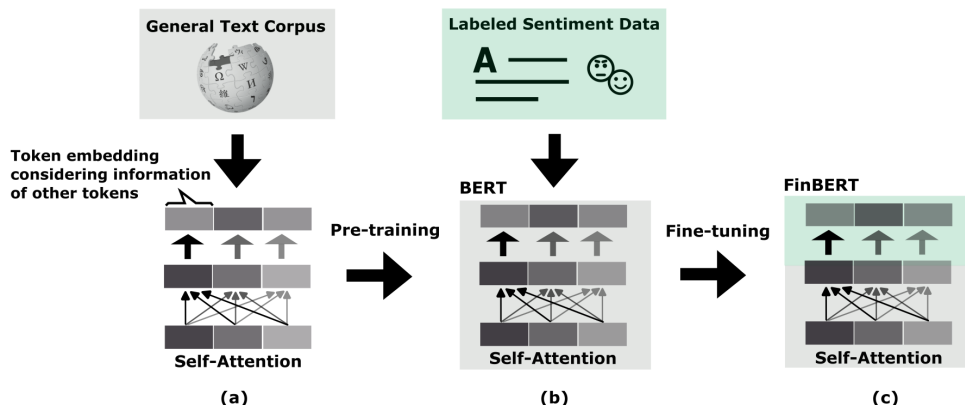 General Text Corpus
Ω
W
И
Labeled Sentiment Data
A
Token embedding
considering information
of other tokens
BERT
FinBERT
Pre-training
Fine-tuning
Self-Attention
Self-Attention
Self-Attention
(a)
(b)
(c)